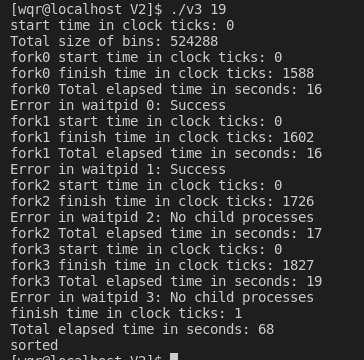 [wqr@localhost V2]$ ./v3 19
start time in clock ticks: 0
Total size of bins: 524288
fork0 start time in clock ticks: 0
fork0 finish time in clock ticks: 1588
fork0 Total elapsed time in seconds: 16
Error in waitpid 0: Success
fork1 start time in clock ticks: 0
fork1 finish time in clock ticks: 1602
fork1 Total elapsed time in seconds: 16
Error in waitpid 1: Success
fork2 start time in clock ticks: 0
fork2 finish time in clock ticks: 1726
Error in waitpid 2: No child processes
fork2 Total elapsed time in seconds: 17
fork3 start time in clock ticks: 0
fork3 finish time in clock ticks: 1827
fork3 Total elapsed time in seconds: 19
Error in waitpid 3: No child processes
finish time in clock ticks: 1
Total elapsed time in seconds: 68
sorted
[wqr@localhost V2]$